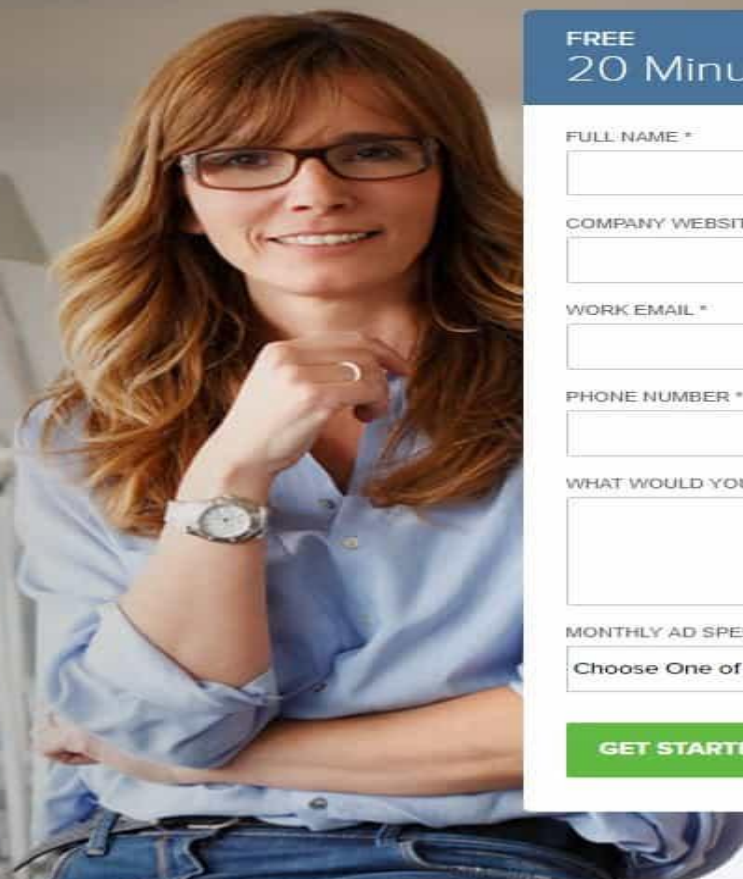 FREE
20 Minu
FULL NAME *
COMPANY WEBSIT
WORK EMAIL *
PHONE NUMBER *
WHAT WOULD YOU
MONTHLY AD SPE
Choose One of
GET START